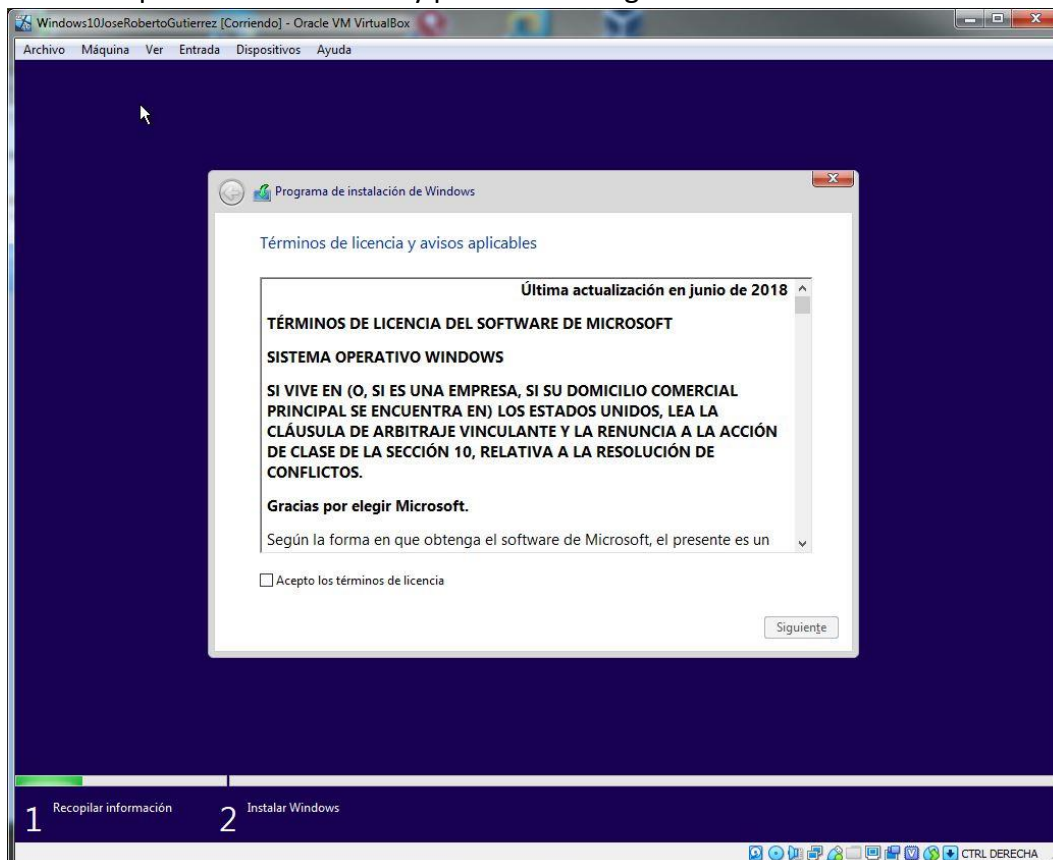 Windows10JoseRobertoGutierrez [Corriendo] - Oracle VM VirtualBox
Archivo Máquina Ver Entrada Dispositivos Ayuda
Programa de instalación de Windows
Términos de licencia y avisos aplicables
Última actualización en junio de 2018
TÉRMINOS DE LICENCIA DEL SOFTWARE DE MICROSOFT
SISTEMA OPERATIVO WINDOWS
SI VIVE EN (O, SI ES UNA EMPRESA, SI SU DOMICILIO COMERCIAL
PRINCIPAL SE ENCUENTRA EN) LOS ESTADOS UNIDOS, LEA LA
CLÁUSULA DE ARBITRAJE VINCULANTE Y LA RENUNCIA A LA ACCIÓN
DE CLASE DE LA SECCIÓN 10, RELATIVA A LA RESOLUCIÓN DE
CONFLICTOS.
Gracias por elegir Microsoft.
Según la forma en que obtenga el software de Microsoft, el presente es un
Acepto los términos de licencia
Siguiente
1 Recopilar información 2 Instalar Windows
CTRL DERECHA